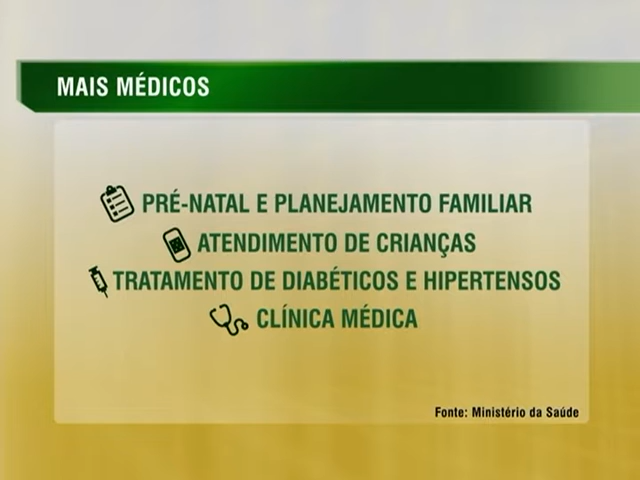 MAIS MÉDICOS
PRÉ-NATAL E PLANEJAMENTO FAMILIAR
ATENDIMENTO DE CRIANÇAS
TRATAMENTO DE DIABÉTICOS E HIPERTENSOS
CLÍNICA MÉDICA
Fonte: Ministério da Saúde